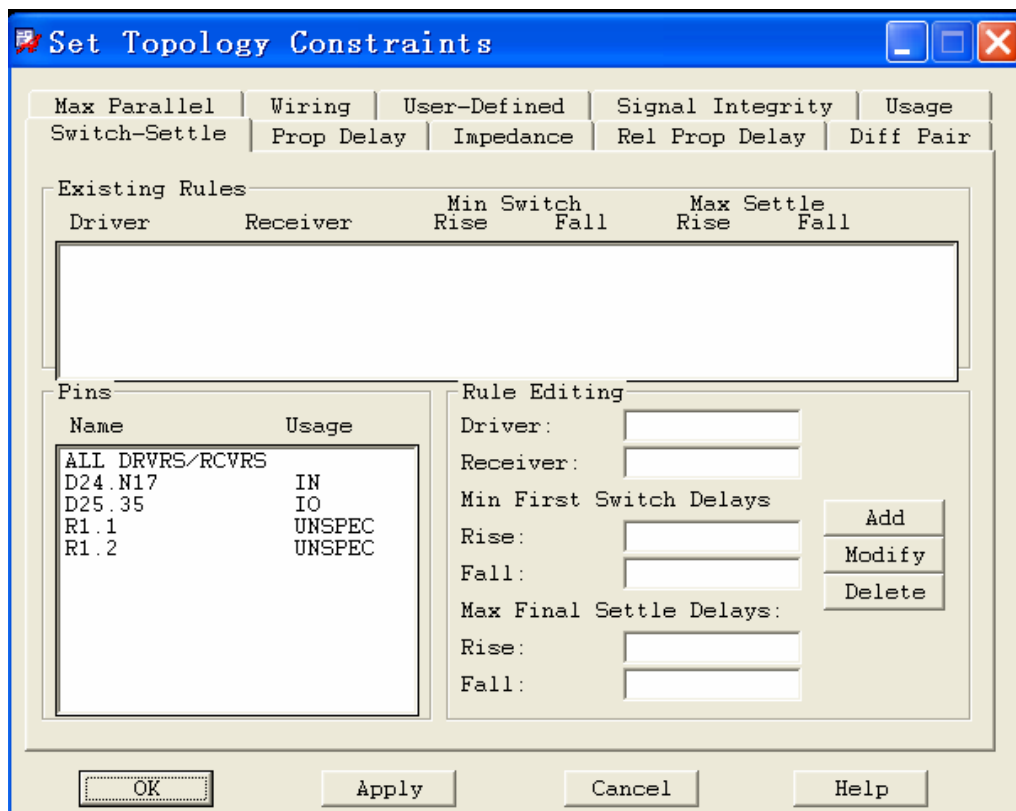 Set Topology Constraints
Max Parallel Wiring User-Defined Signal Integrity Usage
Switch-Settle Prop Delay Impedance Rel Prop Delay Diff Pair
Existing Rules
Min Switch Max Settle
Driver Receiver Rise Fall Rise Fall
Pins
Name Usage
ALL DRVRS/RCVRS
D24.N17 IN
D25.35 IO
R1.1 UNSPEC
R1.2 UNSPEC
Rule Editing
Driver:
Receiver:
Min First Switch Delays
Rise:
Fall:
Max Final Settle Delays:
Rise:
Fall:
Add
Modify
Delete
OK Apply Cancel Help